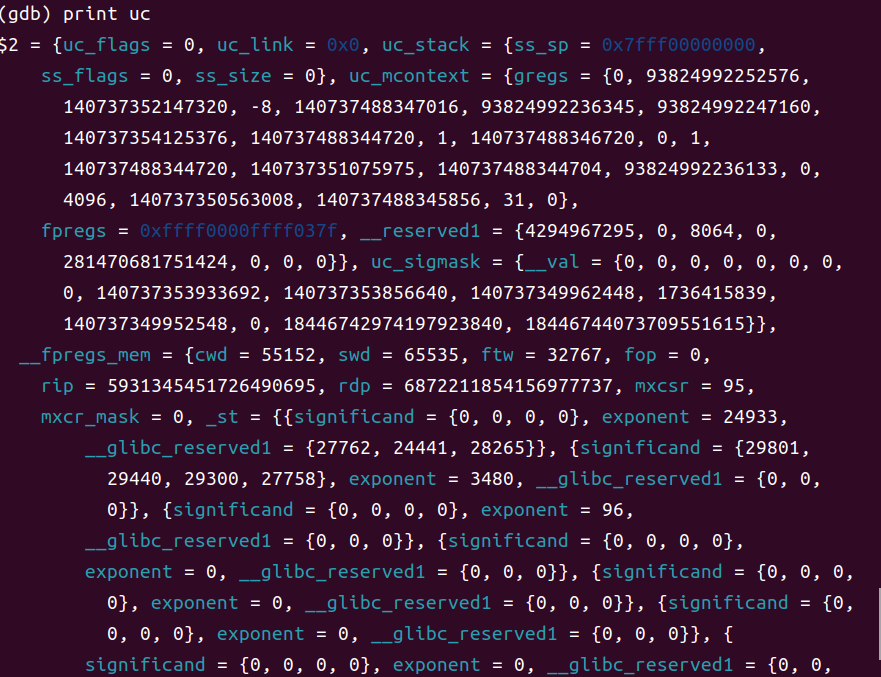 (gdb) print uc
$2 = {uc_flags = 0, uc_link = 0x0, uc_stack = {ss_sp = 0x7fff00000000,
ss_flags = 0, ss_size = 0}, uc_mcontext = {gregs = {0, 93824992252576,
140737352147320, -8, 140737488347016, 93824992236345, 93824992247160,
140737354125376, 140737488344720, 1, 140737488346720, 0, 1,
140737488344720, 140737351075975, 140737488344704, 93824992236133, 0,
4096, 140737350563008, 140737488345856, 31, 0},
fpregs = 0xffff0000ffff037f, __reserved1 = {4294967295, 0, 8064, 0,
281470681751424, 0, 0, 0}}, uc_sigmask = {__val = {0, 0, 0, 0, 0, 0, 0,
0, 140737353933692, 140737353856640, 140737349962448, 1736415839,
140737349952548, 0, 18446742974197923840, 18446744073709551615}},
__fpregs_mem = {cwd = 55152, swd = 65535, ftw = 32767, fop = 0,
rip = 5931345451726490695, rdp = 6872211854156977737, mxcsr = 95,
mxcr_mask = 0, _st = {{significand = {0, 0, 0, 0}, exponent = 24933,
__glibc_reserved1 = {27762, 24441, 28265}}, {significand = {29801,
29440, 29300, 27758}, exponent = 3480, __glibc_reserved1 = {0, 0,
0}}, {significand = {0, 0, 0, 0}, exponent = 96,
__glibc_reserved1 = {0, 0, 0}}, {significand = {0, 0, 0, 0},
exponent = 0, __glibc_reserved1 = {0, 0, 0}}, {significand = {0, 0, 0,
0}, exponent = 0, __glibc_reserved1 = {0, 0, 0}}, {significand = {0,
0, 0, 0}, exponent = 0, __glibc_reserved1 = {0, 0, 0}}, {
significand = {0, 0, 0, 0}, exponent = 0, __glibc_reserved1 = {0, 0,